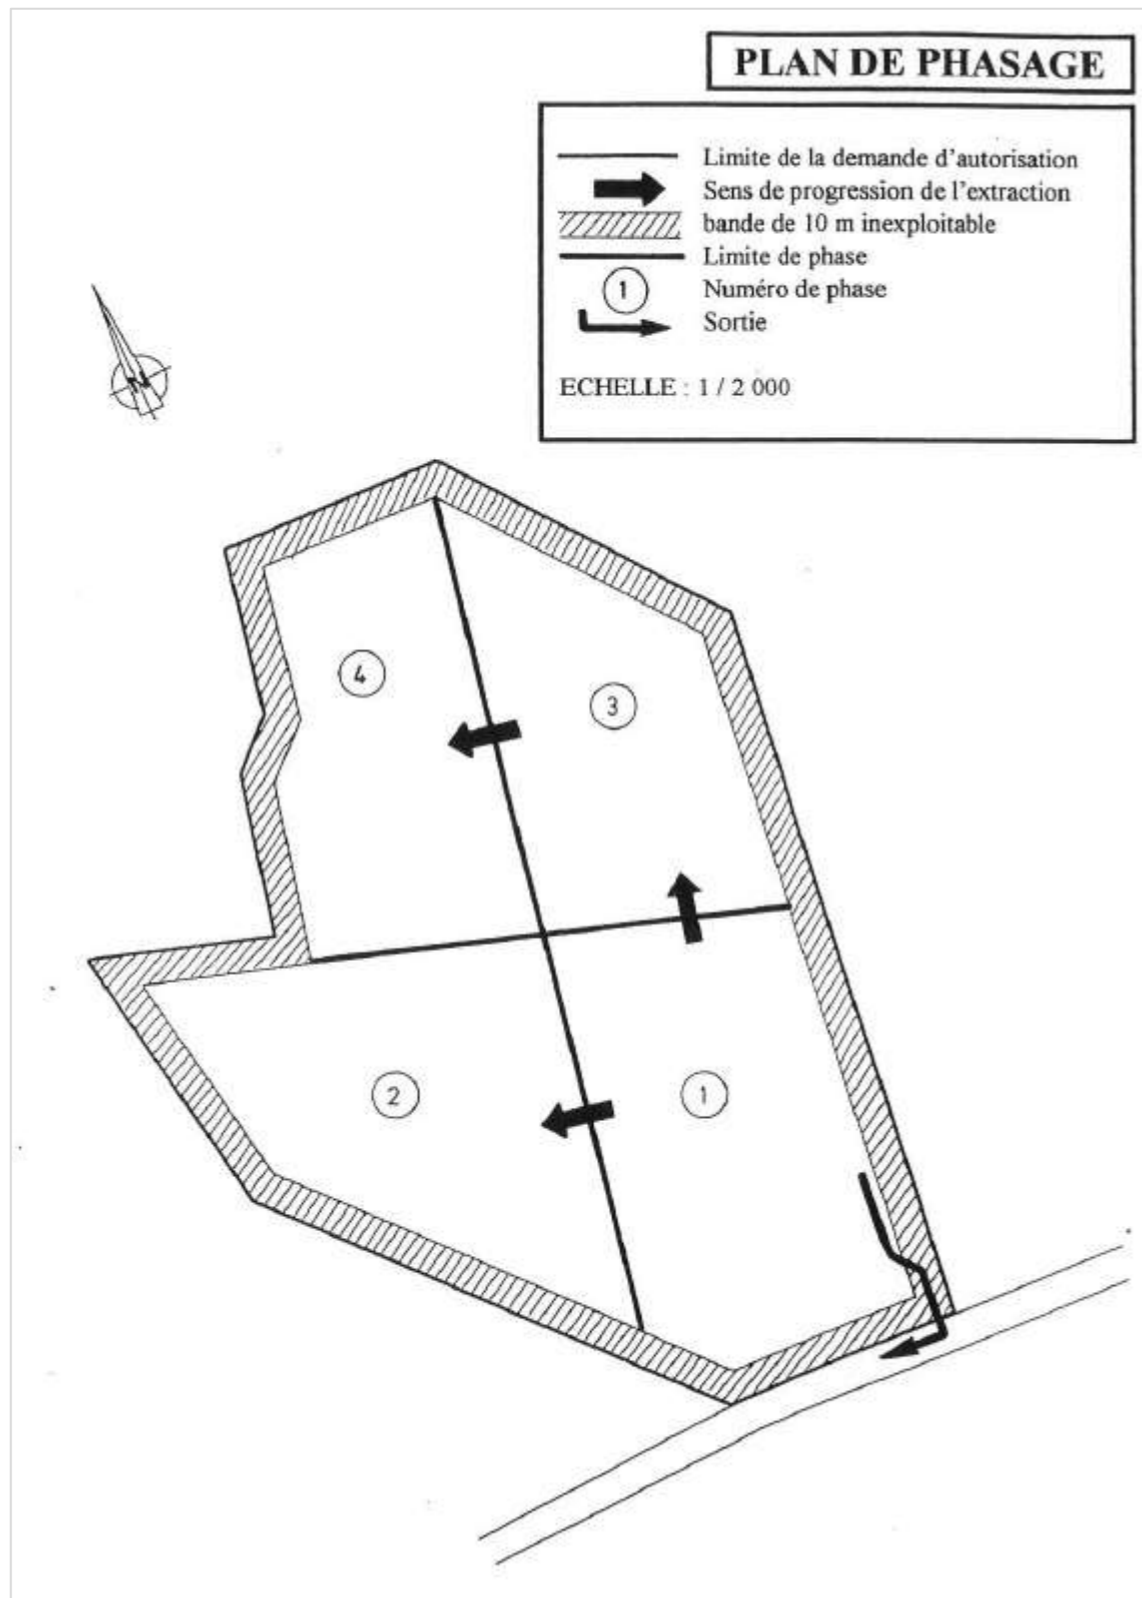 PLAN DE PHASAGE
Limite de la demande d'autorisation
Sens de progression de l'extraction
bande de 10 m inexploitable
Limite de phase
1 Numéro de phase
Sortie
ECHELLE : 1 / 2 000
N
4
3
2
1